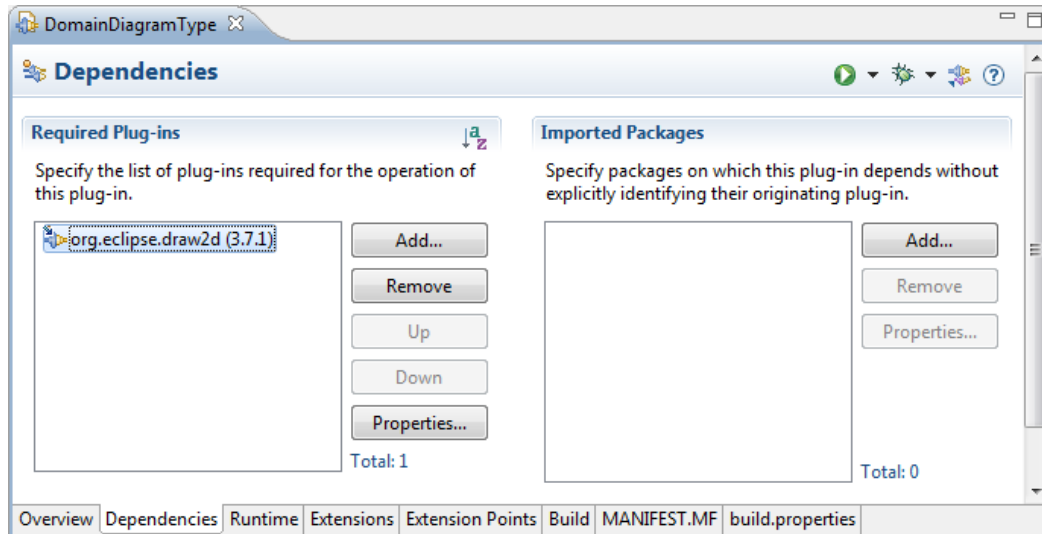 DomainDiagramType
Dependencies
Required Plug-ins
Specify the list of plug-ins required for the operation of
this plug-in.
org.eclipse.draw2d (3.7.1)
Add...
Remove
Up
Down
Properties...
Total: 1
Imported Packages
Specify packages on which this plug-in depends without
explicitly identifying their originating plug-in.
Add...
Remove
Properties...
Total: 0
Overview Dependencies Runtime Extensions Extension Points Build MANIFEST.MF build.properties